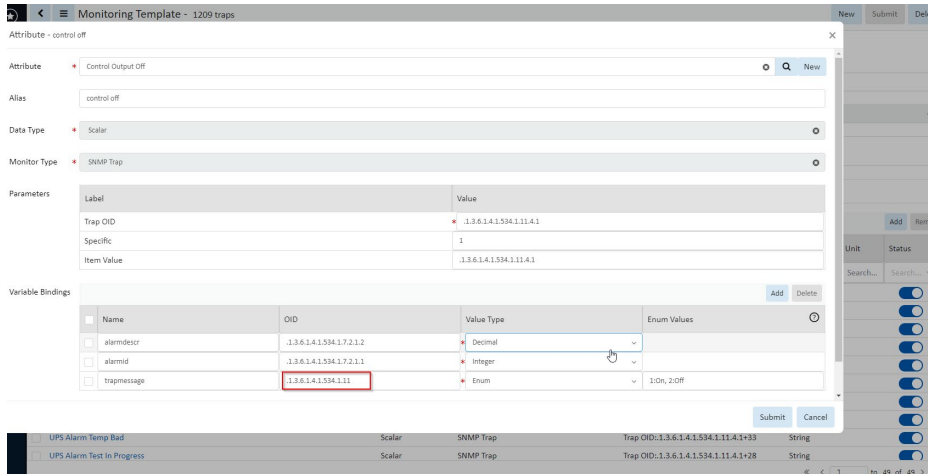 Monitoring Template - 1209 traps
New Submit
Attribute - control off
Attribute * Control Output Off New
Alias control off
Data Type * Scalar
Monitor Type * SNMP Trap
Parameters
Label Value
Trap OID * .1.3.6.1.4.1.534.1.11.4.1
Specific 1
Item Value .1.3.6.1.4.1.534.1.11.4.1
Add
Unit Status
Search... Search...
Variable Bindings Add Delete
Name OID Value Type Enum Values
alarmdescr .1.3.6.1.4.1.534.1.7.2.1.2 * Decimal
alarmid .1.3.6.1.4.1.534.1.7.2.1.1 * Integer
trapmessage .1.3.6.1.4.1.534.1.11 * Enum 1:On, 2:Off
Submit Cancel
UPS Alarm Temp Bad Scalar SNMP Trap Trap OID:.1.3.6.1.4.1.534.1.11.4.1+33 String
UPS Alarm Test In Progress Scalar SNMP Trap Trap OID:.1.3.6.1.4.1.534.1.11.4.1+28 String
1 to 49 of 49